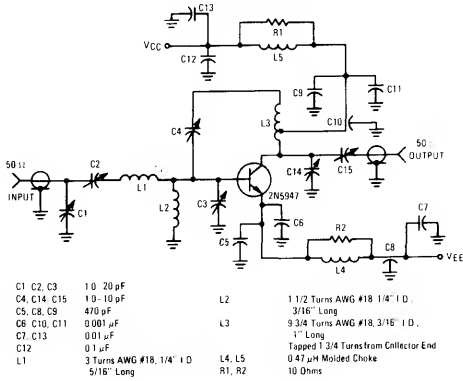 C13
VCC
R1
L5
C12
C9
C11
C10
L3
C4
50 Ω
INPUT
C2
C1
L1
L2
C3
2N5947
C14
C15
50
OUTPUT
C5
C6
R2
L4
C8
C7
VEE
C1 C2, C3 1.0 20 pF
C4, C14, C15 1.0-10 pF
C5, C8, C9 470 pF
C6 C10, C11 0.001 μF
C7, C13 0.01 μF
C12 0.1 μF
L1 3 Turns AWG #18, 1/4" I D
5/16" Long
L2 1 1/2 Turns AWG #18 1/4" I D,
3/16" Long
L3 9 3/4 Turns AWG #18, 3/16" I D,
1" Long
Tapped 1 3/4 Turns from Collector End
L4, L5 0.47 μH Molded Choke
R1, R2 10 Ohms